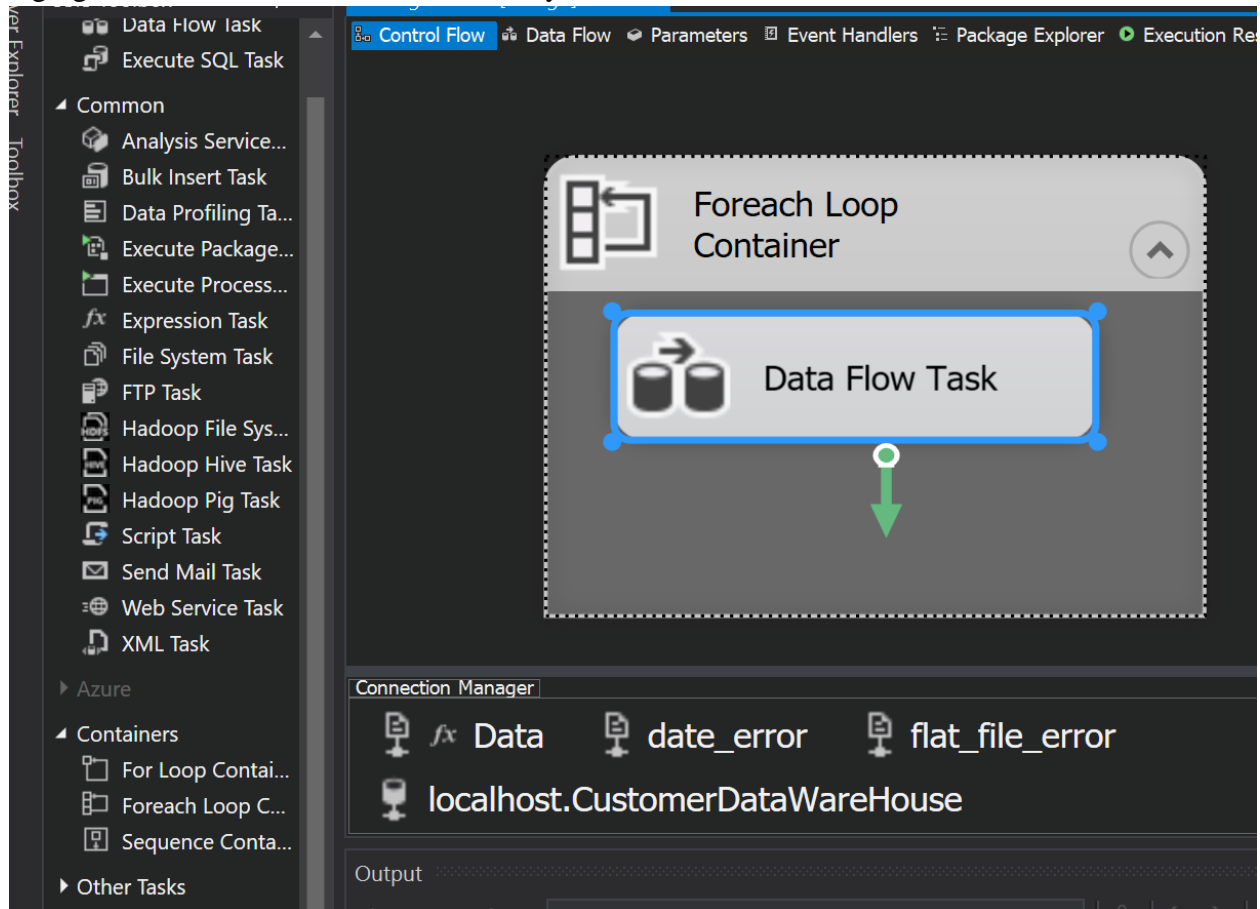 Data Flow Task
Execute SQL Task
Common
Analysis Service...
Bulk Insert Task
Data Profiling Ta...
Execute Package...
Execute Process...
Expression Task
File System Task
FTP Task
Hadoop File Sys...
Hadoop Hive Task
Hadoop Pig Task
Script Task
Send Mail Task
Web Service Task
XML Task
Azure
Containers
For Loop Contai...
Foreach Loop C...
Sequence Conta...
Other Tasks
Explorer
Toolbox
Control Flow Data Flow Parameters Event Handlers Package Explorer Execution Res
Foreach Loop
Container
Data Flow Task
Connection Manager
fx Data date_error flat_file_error
localhost.CustomerDataWareHouse
Output